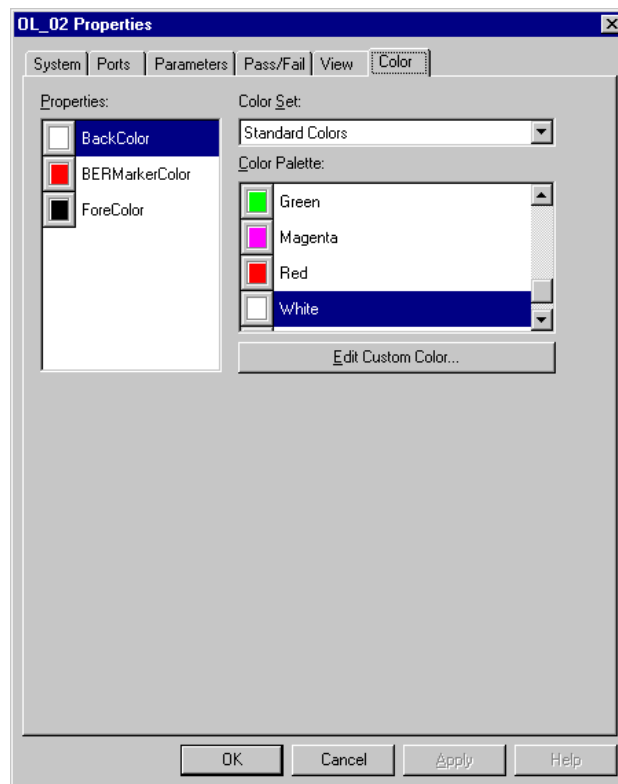 OL_02 Properties
System Ports Parameters Pass/Fail View Color
Properties:
BackColor
BERMarkerColor
ForeColor
Color Set:
Standard Colors
Color Palette:
Green
Magenta
Red
White
Edit Custom Color...
OK Cancel Apply Help